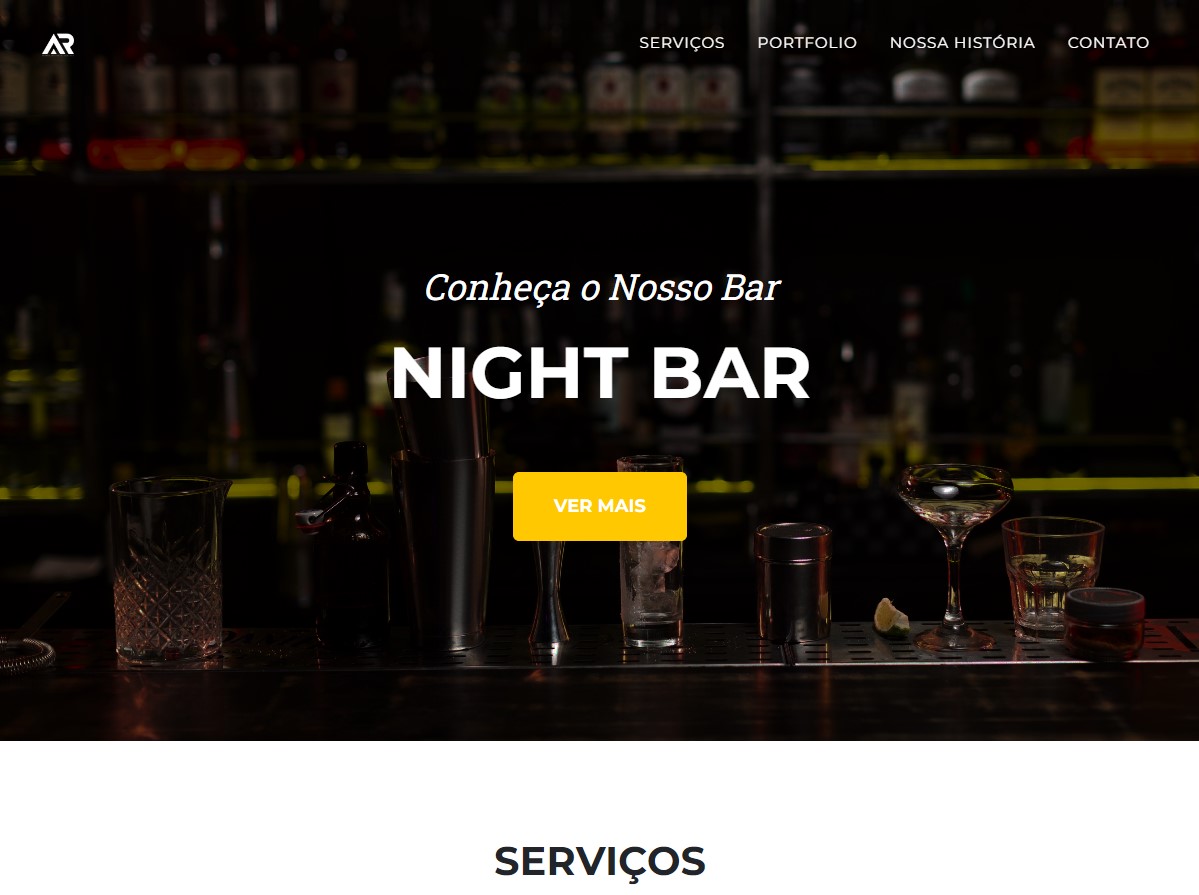 AR
SERVIÇOS PORTFOLIO NOSSA HISTÓRIA CONTATO
Conheça o Nosso Bar
NIGHT BAR
VER MAIS
SERVIÇOS